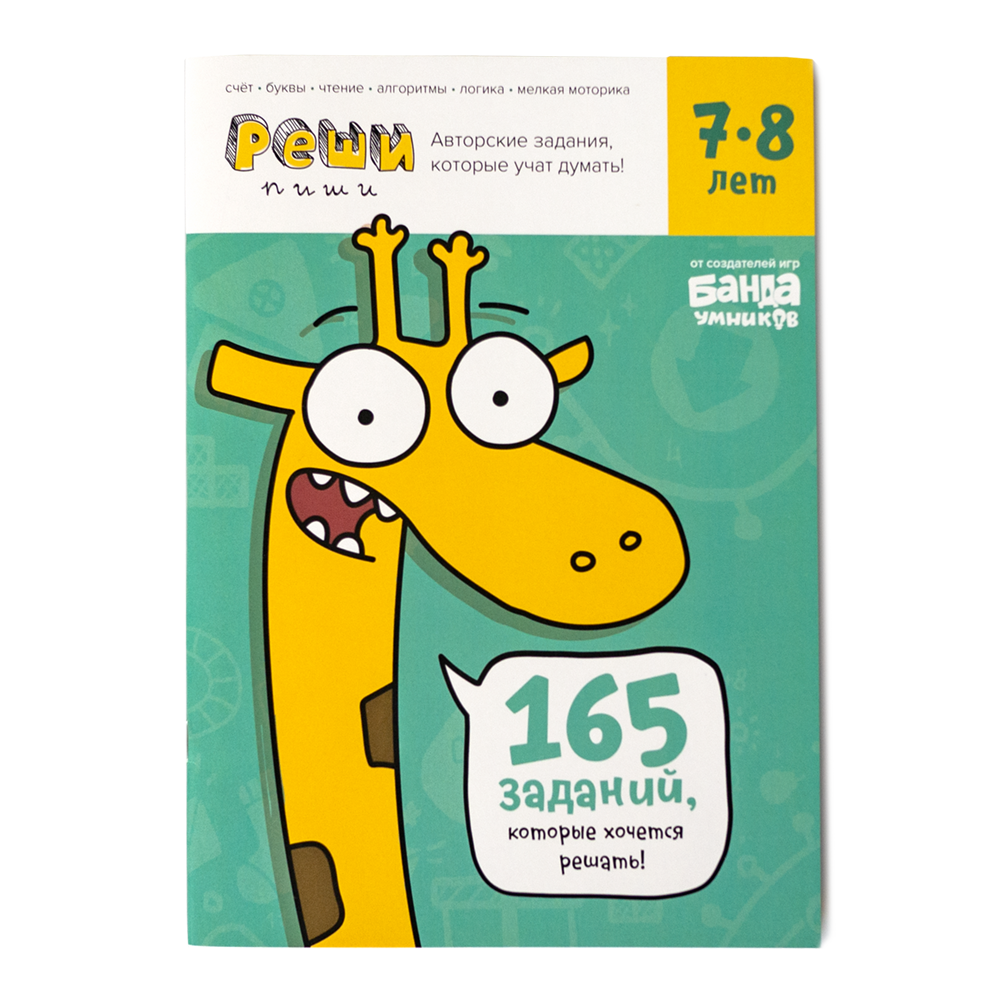 счёт • буквы • чтение • алгоритмы • логика • мелкая моторика
Реши
пиши
Авторские задания,
которые учат думать!
7-8
лет
от создателей игр
БАНДА
УМНИКОВ
165
заданий,
которые хочется
решать!